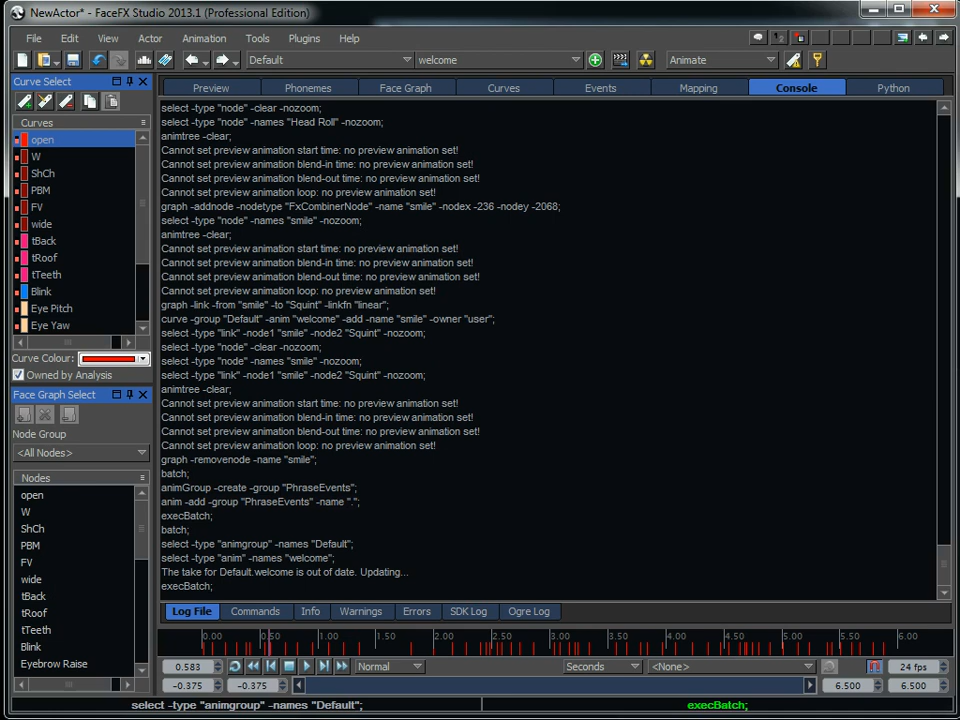 NewActor* - FaceFX Studio 2013.1 (Professional Edition)
File Edit View Actor Animation Tools Plugins Help
Default welcome Animate
Curve Select
Preview Phonemes Face Graph Curves Events Mapping Console Python
Curves
open
W
ShCh
PBM
FV
wide
tBack
tRoof
tTeeth
Blink
Eye Pitch
Eye Yaw
Curve Colour:
Owned by Analysis
Face Graph Select
Node Group
<All Nodes>
Nodes
open
W
ShCh
PBM
FV
wide
tBack
tRoof
tTeeth
Blink
Eyebrow Raise
select -type "node" -clear -nozoom;
select -type "node" -names "Head Roll" -nozoom;
animtree -clear;
Cannot set preview animation start time: no preview animation set!
Cannot set preview animation blend-in time: no preview animation set!
Cannot set preview animation blend-out time: no preview animation set!
Cannot set preview animation loop: no preview animation set!
graph -addnode -nodetype "FxCombinerNode" -name "smile" -nodex -236 -nodey -2068;
select -type "node" -names "smile" -nozoom;
animtree -clear;
Cannot set preview animation start time: no preview animation set!
Cannot set preview animation blend-in time: no preview animation set!
Cannot set preview animation blend-out time: no preview animation set!
Cannot set preview animation loop: no preview animation set!
graph -link -from "smile" -to "Squint" -linkfn "linear";
curve -group "Default" -anim "welcome" -add -name "smile" -owner "user";
select -type "link" -node1 "smile" -node2 "Squint" -nozoom;
select -type "node" -clear -nozoom;
select -type "node" -names "smile" -nozoom;
select -type "link" -node1 "smile" -node2 "Squint" -nozoom;
animtree -clear;
Cannot set preview animation start time: no preview animation set!
Cannot set preview animation blend-in time: no preview animation set!
Cannot set preview animation blend-out time: no preview animation set!
Cannot set preview animation loop: no preview animation set!
graph -removenode -name "smile";
batch;
animGroup -create -group "PhraseEvents";
anim -add -group "PhraseEvents" -name ".";
execBatch;
batch;
select -type "animgroup" -names "Default";
select -type "anim" -names "welcome";
The take for Default.welcome is out of date. Updating...
execBatch;
Log File Commands Info Warnings Errors SDK Log Ogre Log
0.00 0.50 1.00 1.50 2.00 2.50 3.00 3.50 4.00 4.50 5.00 5.50 6.00
0.583 Normal Seconds <None> 24 fps
-0.375 -0.375 6.500 6.500
select -type "animgroup" -names "Default"; execBatch;